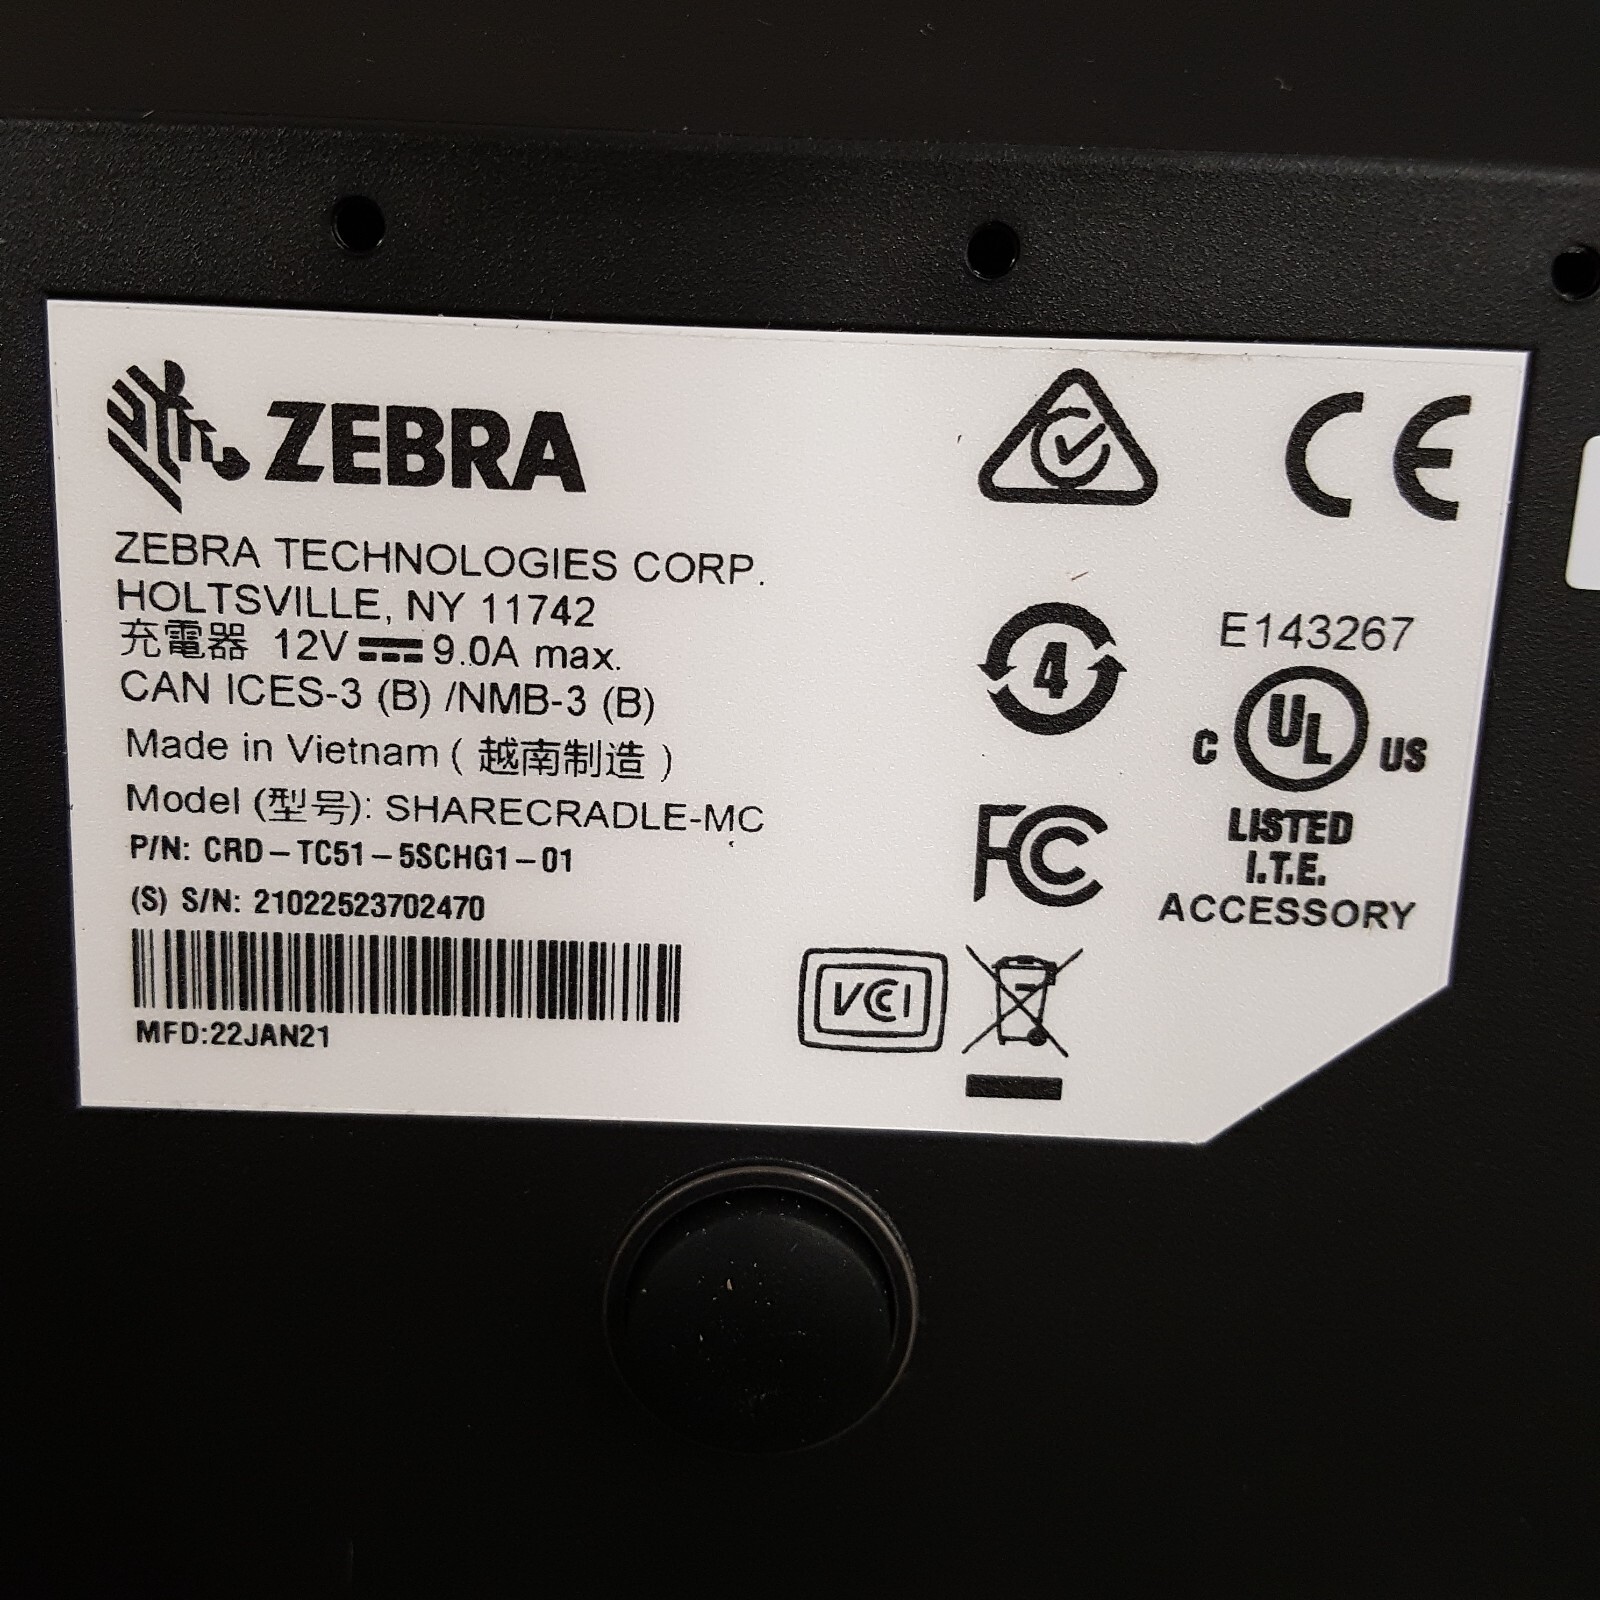 ZEBRA
ZEBRA TECHNOLOGIES CORP.
HOLTSVILLE, NY 11742
充電器 12V ⎓ 9.0A max.
CAN ICES-3 (B) /NMB-3 (B)
Made in Vietnam ( 越南制造 )
Model (型号): SHARECRADLE-MC
P/N: CRD-TC51-5SCHG1-01
(S) S/N: 21022523702470
MFD:22JAN21
CE
4
E143267
C UL US
LISTED
I.T.E.
ACCESSORY
FC
VCCI